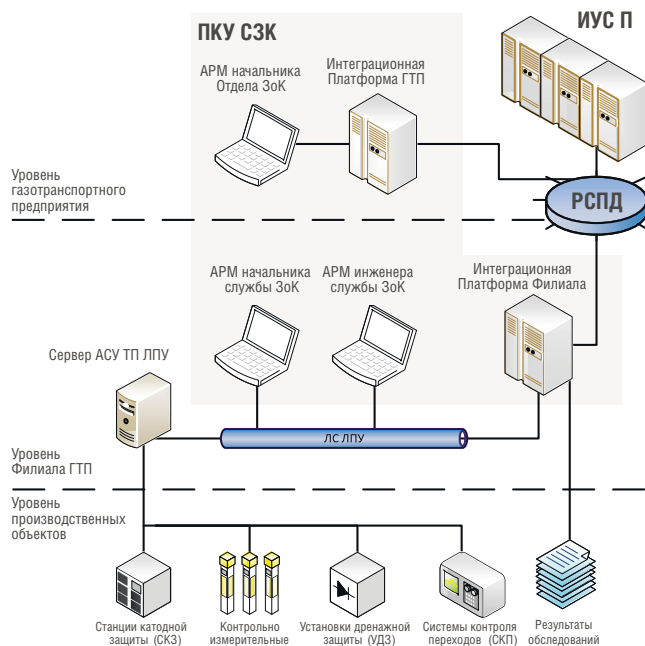 ПКУ СЗК
ИУС П
АРМ начальника
Отдела ЗоК
Интеграционная
Платформа ГТП
Уровень
газотранспортного
предприятия
РСПД
АРМ начальника
службы ЗоК
АРМ инженера
службы ЗоК
Интеграционная
Платформа Филиала
Сервер АСУ ТП ЛПУ
ЛС ЛПУ
Уровень
Филиала ГТП
Уровень
производственных
объектов
Станции катодной
защиты (СКЗ)
Контрольно
измерительные
Установки дренажной
защиты (УДЗ)
Системы контроля
переходов (СКП)
Результаты
обследований